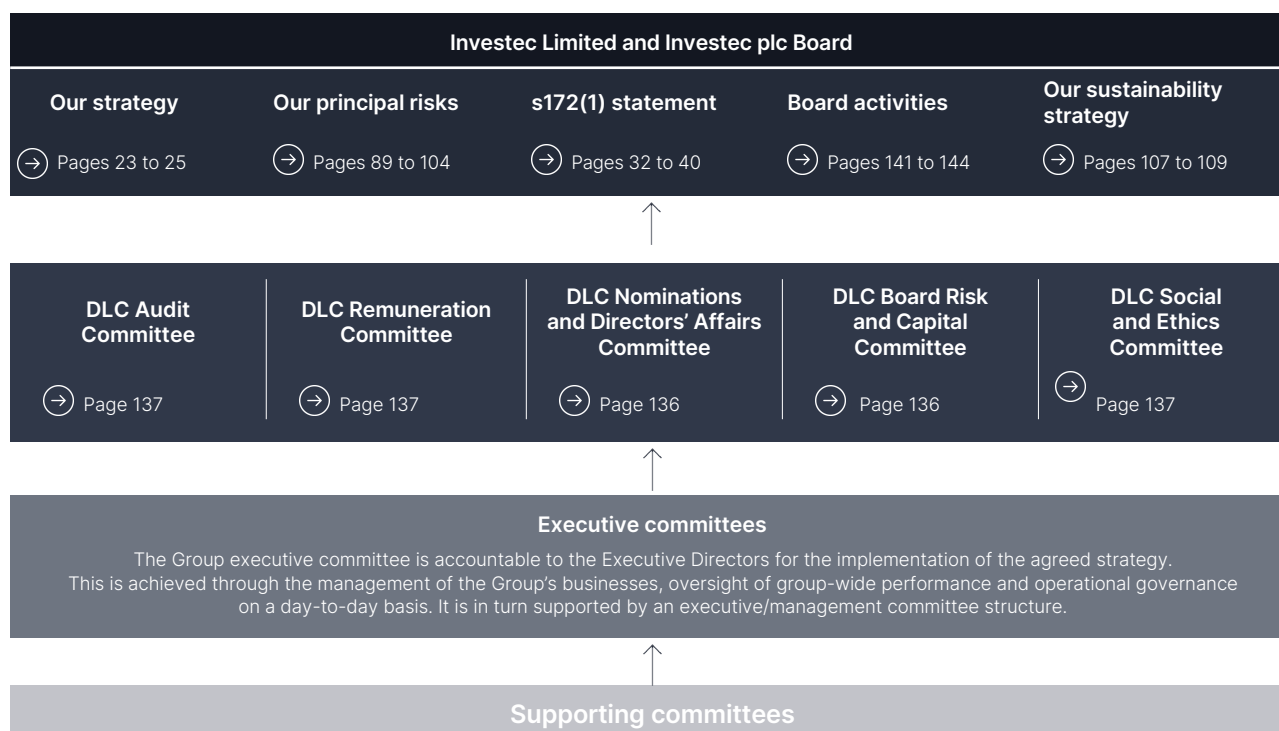 Investec Limited and Investec plc Board
Our strategy
Pages 23 to 25
Our principal risks
Pages 89 to 104
s172(1) statement
Pages 32 to 40
Board activities
Pages 141 to 144
Our sustainability
strategy
Pages 107 to 109
DLC Audit
Committee
Page 137
DLC Remuneration
Committee
Page 137
DLC Nominations
and Directors’ Affairs
Committee
Page 136
DLC Board Risk
and Capital
Committee
Page 136
DLC Social
and Ethics
Committee
Page 137
Executive committees
The Group executive committee is accountable to the Executive Directors for the implementation of the agreed strategy.
This is achieved through the management of the Group’s businesses, oversight of group-wide performance and operational governance
on a day-to-day basis. It is in turn supported by an executive/management committee structure.
Supporting committees